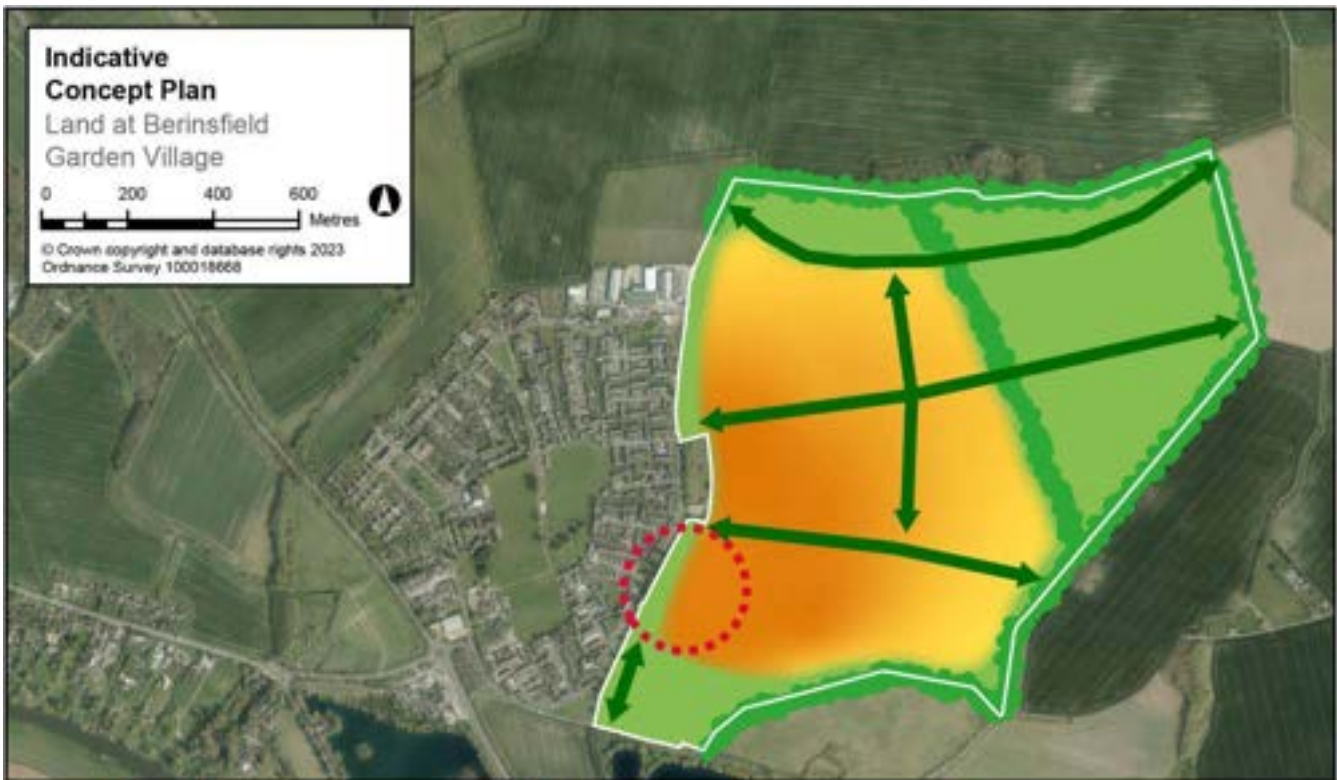 Indicative
Concept Plan
Land at Berinsfield
Garden Village
0 200 400 600
Metres
© Crown copyright and database rights 2023
Ordnance Survey 100018668